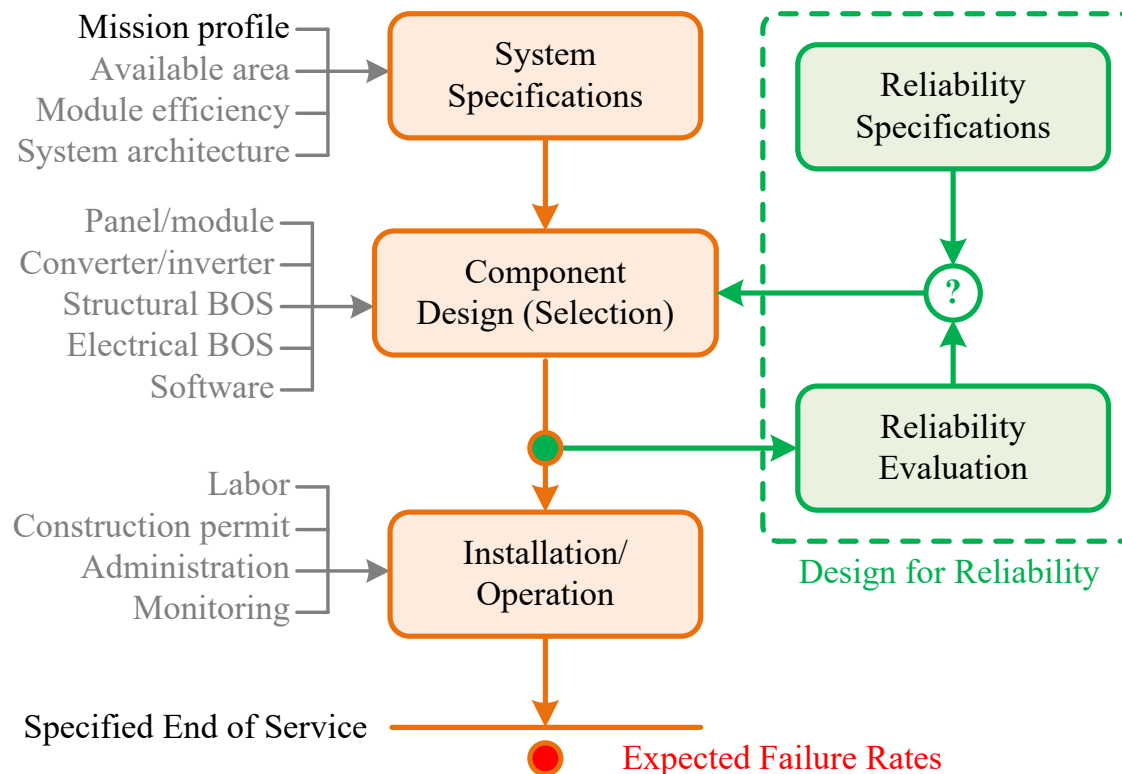 Mission profile
Available area
Module efficiency
System architecture
System
Specifications
Reliability
Specifications
Panel/module
Converter/inverter
Structural BOS
Electrical BOS
Software
Component
Design (Selection)
?
Reliability
Evaluation
Labor
Construction permit
Administration
Monitoring
Installation/
Operation
Design for Reliability
Specified End of Service
Expected Failure Rates